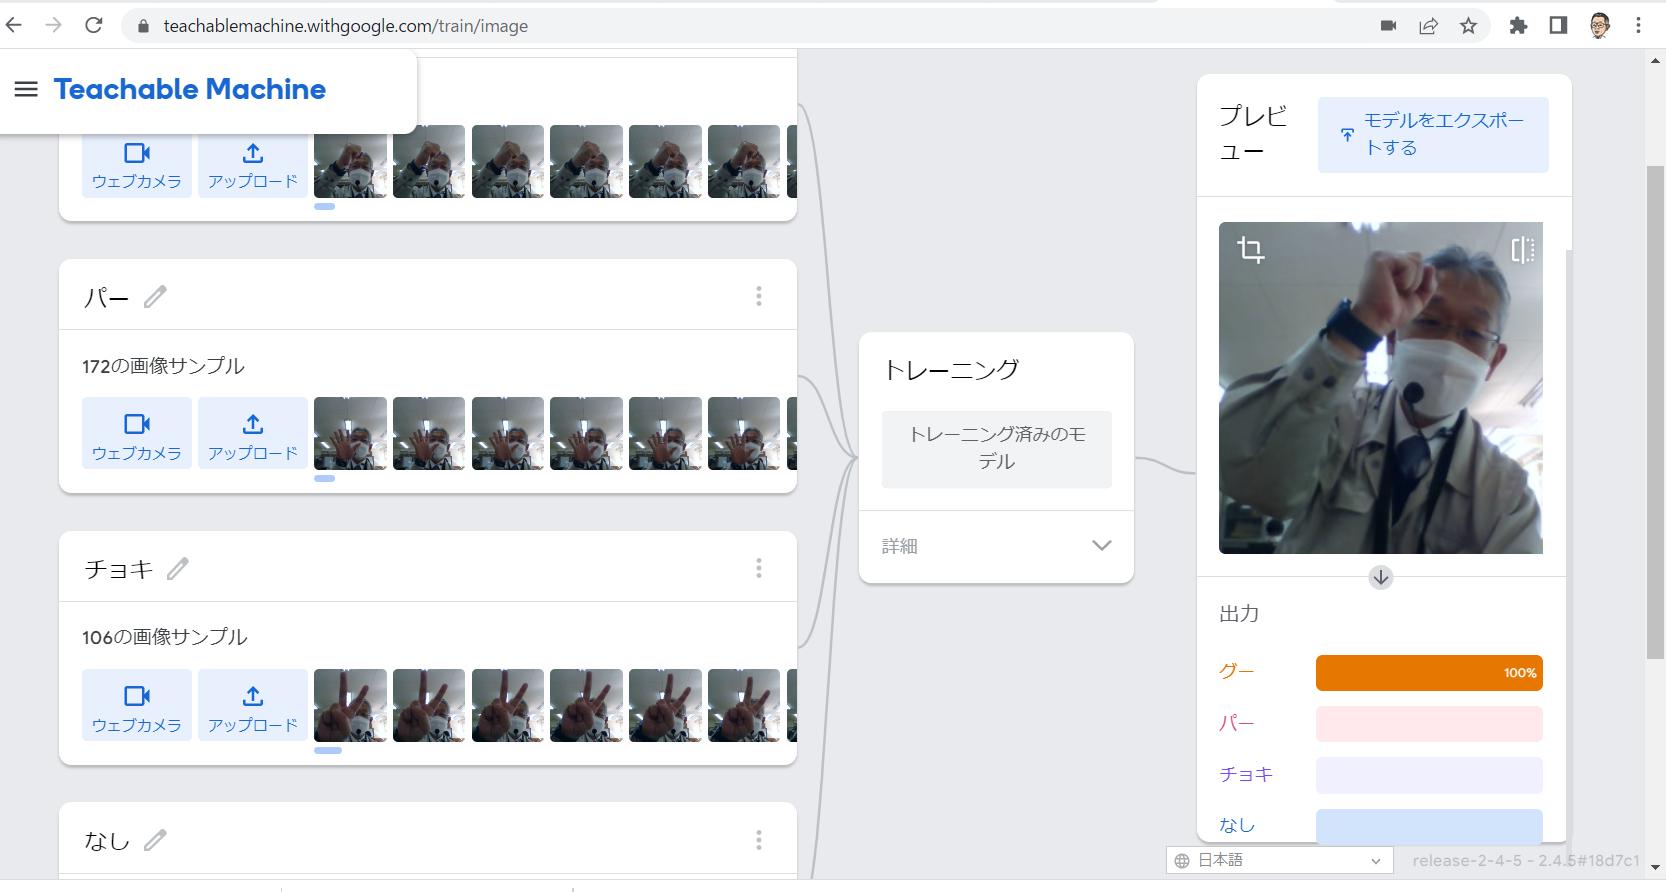 teachablemachine.withgoogle.com/train/image
Teachable Machine
ウェブカメラ
アップロード
パー
172の画像サンプル
ウェブカメラ
アップロード
チョキ
106の画像サンプル
ウェブカメラ
アップロード
なし
トレーニング
トレーニング済みのモ
デル
詳細
プレビ
ュー
モデルをエクスポー
トする
出力
グー
100%
パー
チョキ
なし
日本語
release-2-4-5 - 2.4.5#18d7c1